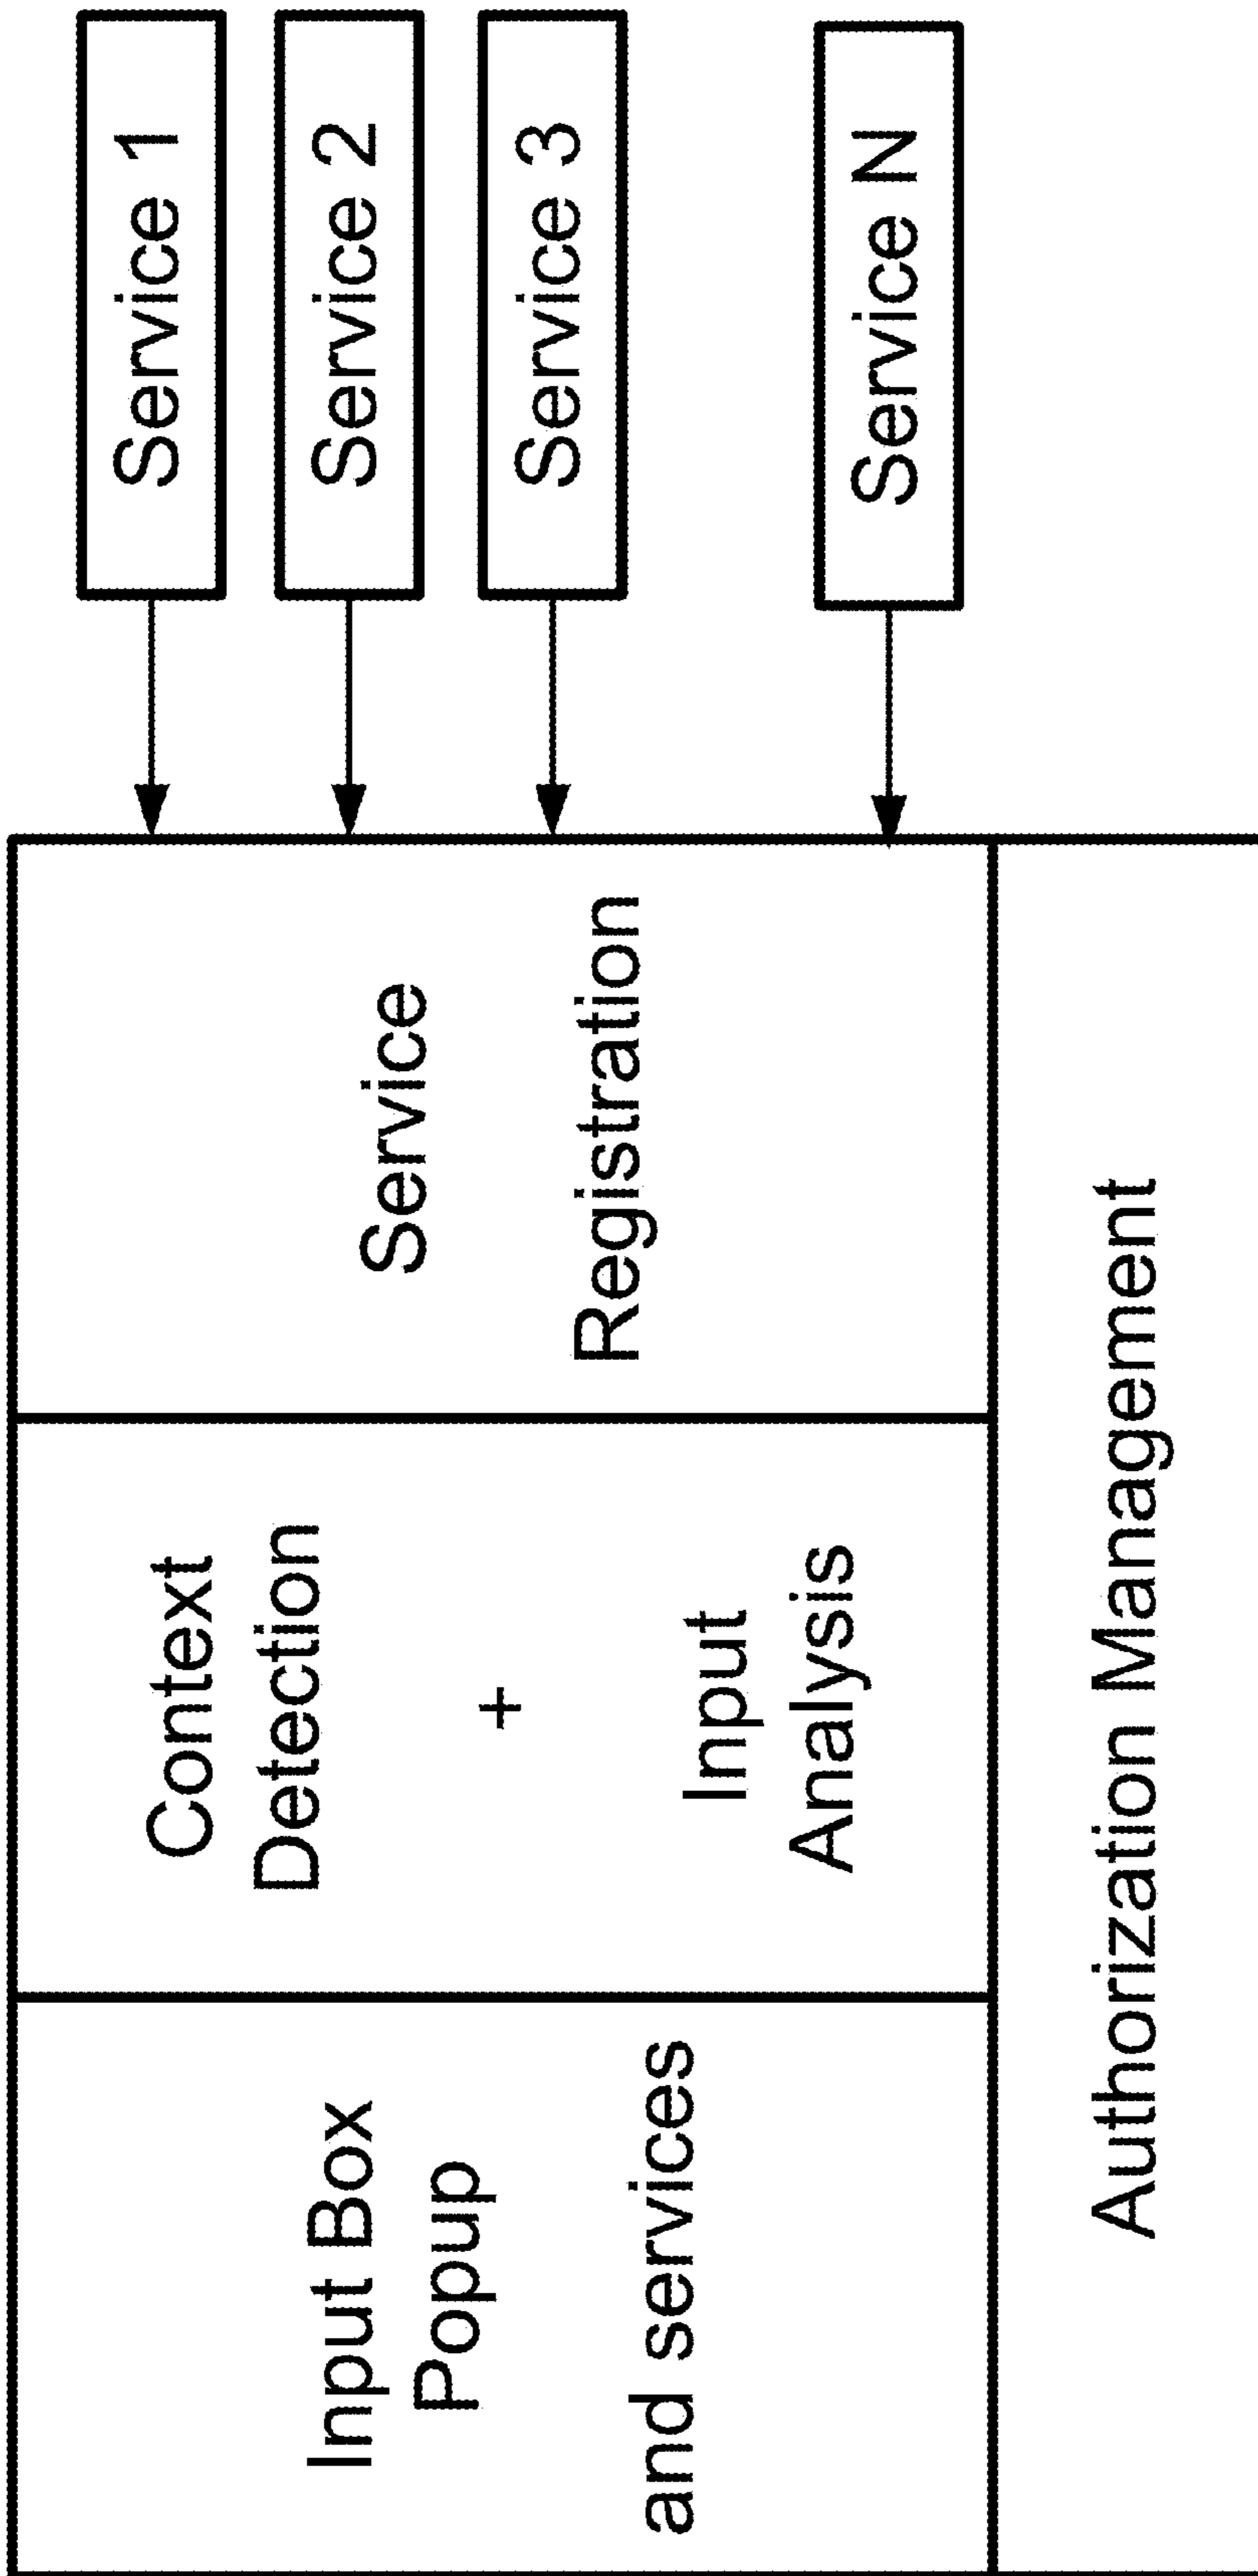 Input Box
Popup
and services
Context
Detection
+
Input
Analysis
Service
Registration
Service 1
Service 2
Service 3
Service N
Authorization Management